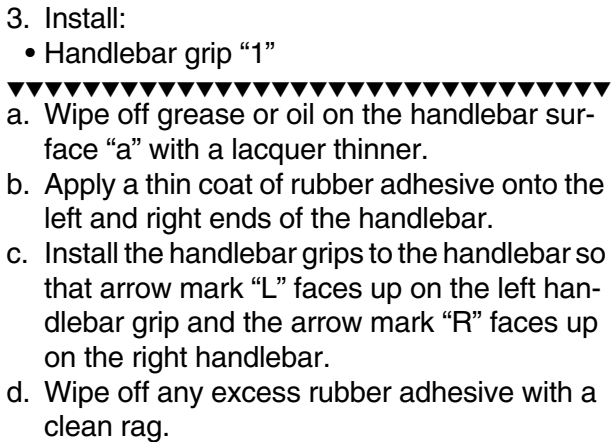 3. Install:
• Handlebar grip “1”
▼▼▼▼▼▼▼▼▼▼▼▼▼▼▼▼▼▼▼▼▼▼▼▼▼▼▼▼▼▼▼▼
a. Wipe off grease or oil on the handlebar sur-
face “a” with a lacquer thinner.
b. Apply a thin coat of rubber adhesive onto the
left and right ends of the handlebar.
c. Install the handlebar grips to the handlebar so
that arrow mark “L” faces up on the left han-
dlebar grip and the arrow mark “R” faces up
on the right handlebar.
d. Wipe off any excess rubber adhesive with a
clean rag.